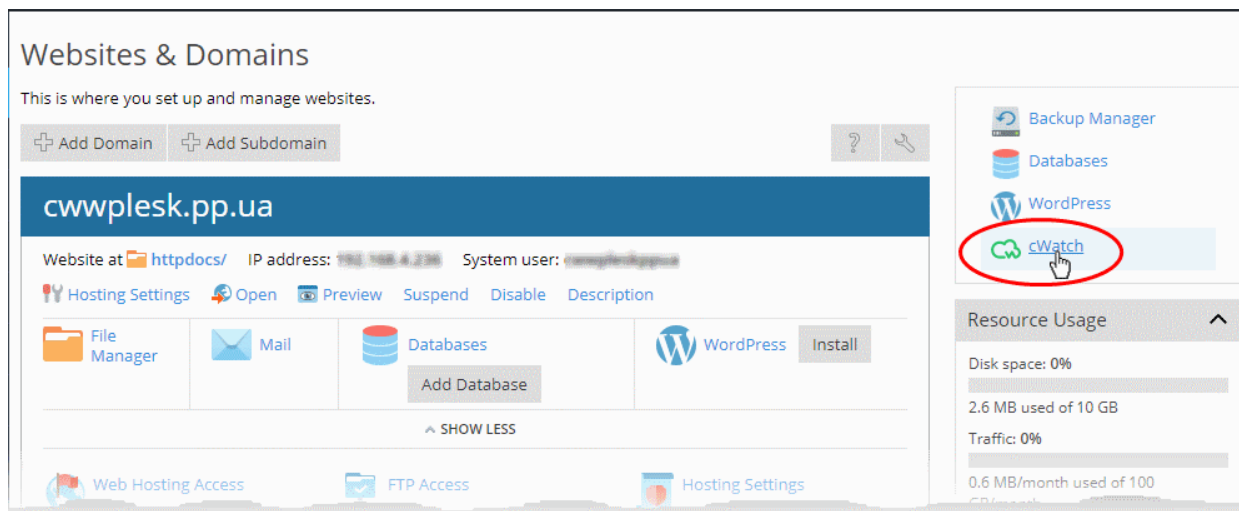 Websites & Domains
This is where you set up and manage websites.
Add Domain Add Subdomain ?
cwwplesk.pp.ua
Website at httpdocs/ IP address: System user:
Hosting Settings Open Preview Suspend Disable Description
File Manager
Mail
Databases
Add Database
WordPress Install
SHOW LESS
Web Hosting Access FTP Access Hosting Settings
Backup Manager
Databases
WordPress
cWatch
Resource Usage
Disk space: 0%
2.6 MB used of 10 GB
Traffic: 0%
0.6 MB/month used of 100
GB/month